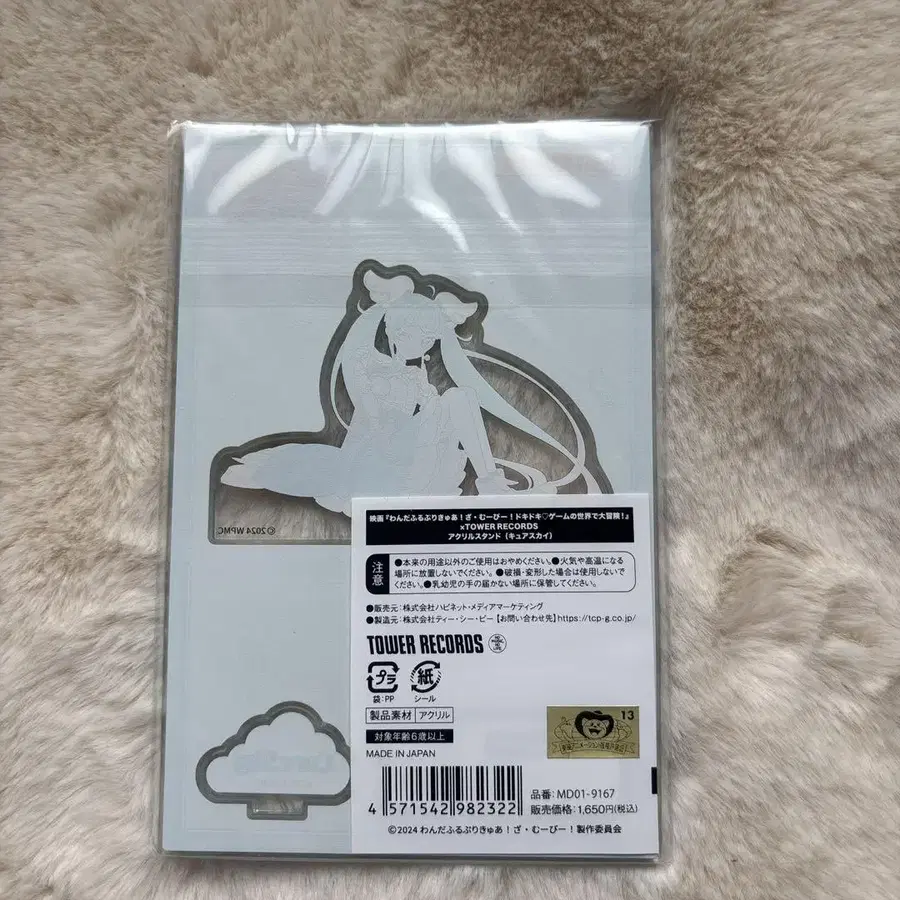 ©2024 WPMC
映画『わんだふるぷりきゅあ！ざ・むーびー！ドキドキ♡ゲームの世界で大冒険！』
×TOWER RECORDS
アクリルスタンド（キュアスカイ）
注意
●本来の用途以外のご使用はおやめください。●火気や高温になる
場所に放置しないでください。●破損・変形した場合は使用しないで
ください。●乳幼児の手の届かない場所に保管してください。
●販売元：株式会社ハピネット・メディアマーケティング
●製造元：株式会社ティー・シー・ピー【お問い合わせ先】https://tcp-g.co.jp/
TOWER RECORDS NO MUSIC NO LIFE
プラ 紙
袋：PP シール
製品素材 アクリル
対象年齢6歳以上
MADE IN JAPAN
13
4 571542 982322
品番：MD01-9167
販売価格：1,650円(税込)
©2024 わんだふるぷりきゅあ！ざ・むーびー！製作委員会